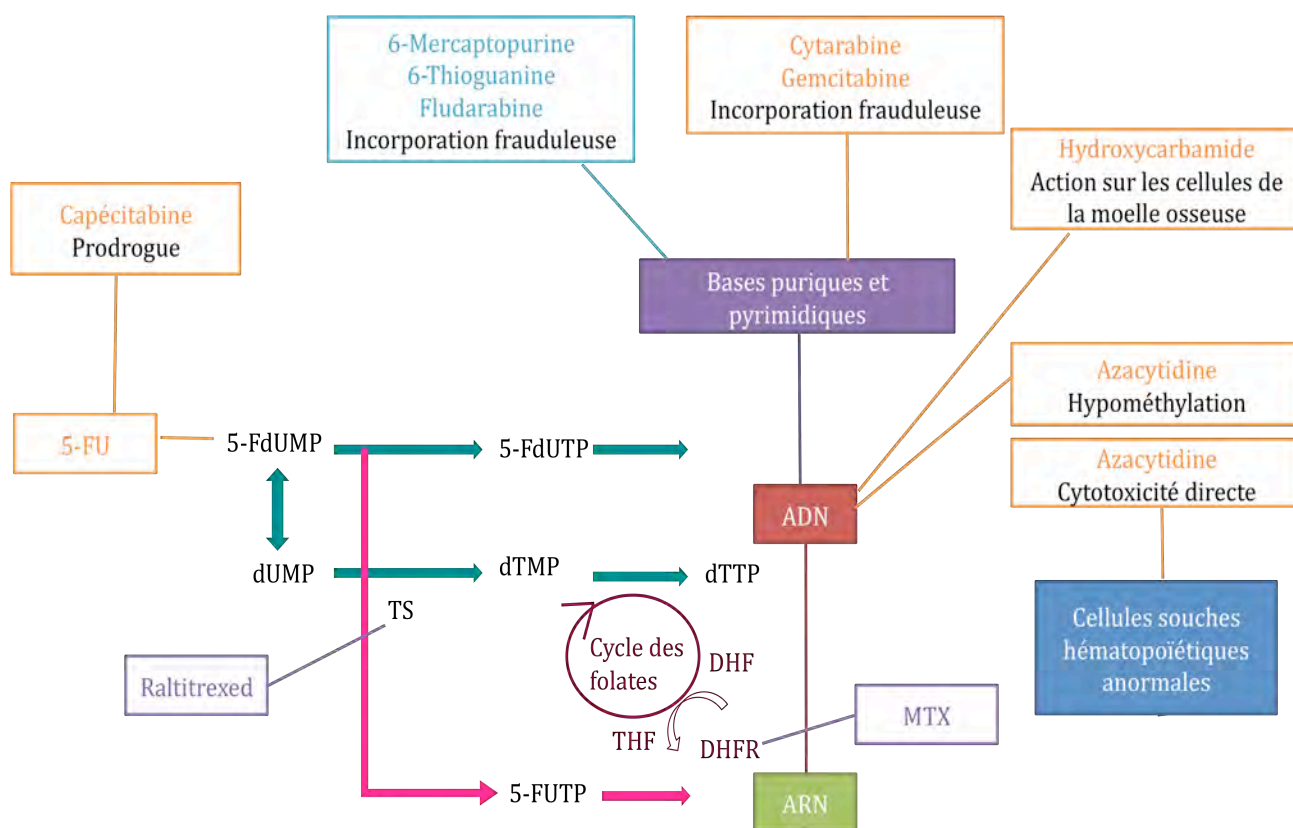 6-Mercaptopurine
6-Thioguanine
Fludarabine
Incorporation frauduleuse
Cytarabine
Gemcitabine
Incorporation frauduleuse
Hydroxycarbamide
Action sur les cellules de
la moelle osseuse
Capécitabine
Prodrogue
Bases puriques et
pyrimidiques
Azacytidine
Hypométhylation
5-FU
5-FdUMP
5-FdUTP
Azacytidine
Cytotoxicité directe
ADN
dUMP
dTMP
dTTP
TS
Cycle des
folates
DHF
Cellules souches
hématopoïétiques
anormales
Raltitrexed
THF
DHFR
MTX
5-FUTP
ARN